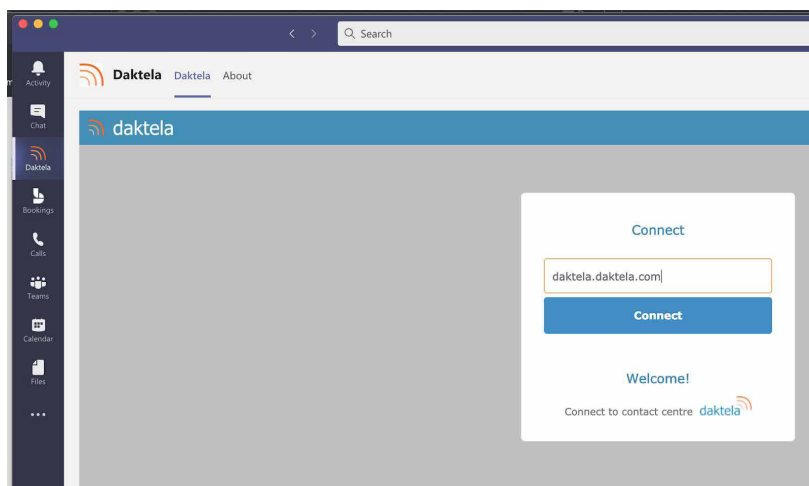 Search
Activity
Daktela Daktela About
Chat
daktela
Daktela
Bookings
Connect
Calls
daktela.daktela.com
Teams
Connect
Calendar
Welcome!
Files
Connect to contact centre daktela